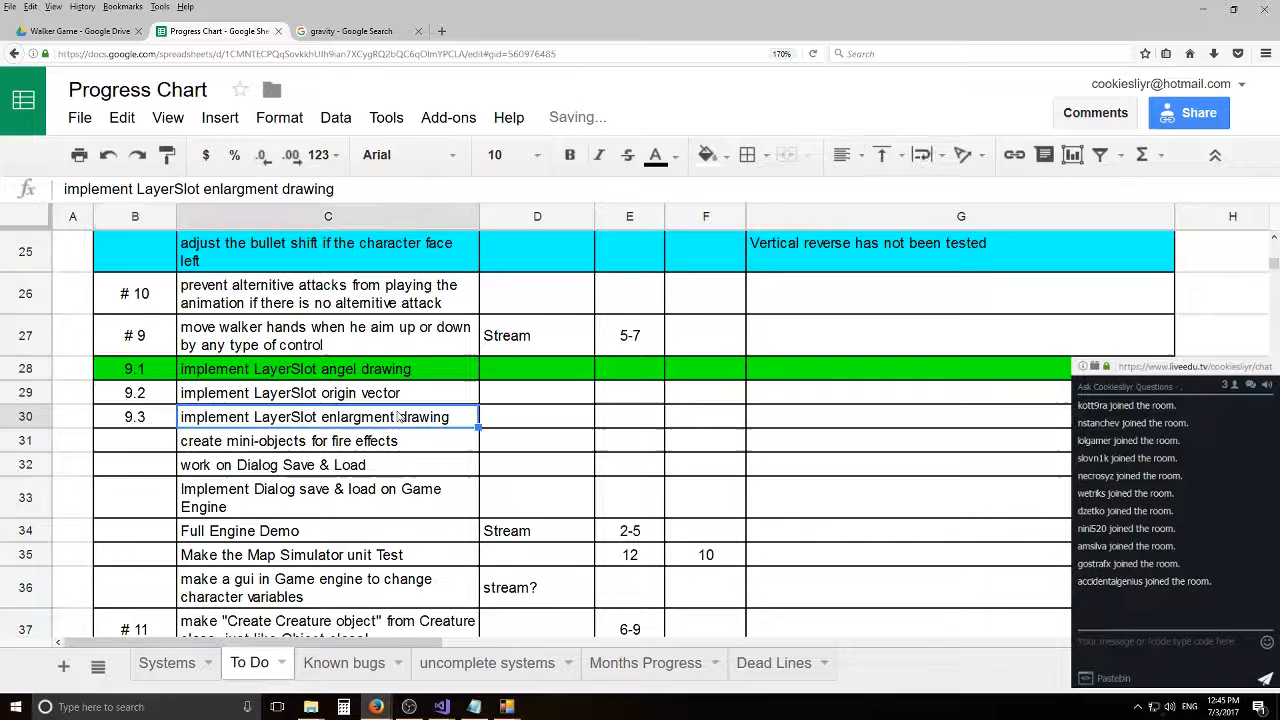 File Edit View History Bookmarks Tools Help
Walker Game - Google Drive
Progress Chart - Google She
gravity - Google Search
170%
Search
Progress Chart
cookiesliyr@hotmail.com
File Edit View Insert Format Data Tools Add-ons Help Saving...
Comments
Share
$ % .0 .00 123 Arial 10
implement LayerSlot enlargment drawing
A B C D E F G H
25 adjust the bullet shift if the character face
left
Vertical reverse has not been tested
26 # 10 prevent alternitive attacks from playing the
animation if there is no alternitive attack
27 # 9 move walker hands when he aim up or down
by any type of control
Stream 5-7
28 9.1 implement LayerSlot angel drawing
29 9.2 implement LayerSlot origin vector
30 9.3 implement LayerSlot enlargment drawing
31 create mini-objects for fire effects
32 work on Dialog Save & Load
33 Implement Dialog save & load on Game
Engine
34 Full Engine Demo Stream 2-5
35 Make the Map Simulator unit Test 12 10
36 make a gui in Game engine to change
character variables
stream?
37 # 11 make "Create Creature object" from Creature
6-9
https://www.liveedu.tv/cookiesliyr/chat
Ask Cookiesliyr Questions - .
3
kott9ra joined the room.
nstanchev joined the room.
lolgamer joined the room.
slovn1k joined the room.
necrosyz joined the room.
wetriks joined the room.
dzetko joined the room.
nini520 joined the room.
amsilva joined the room.
gostrafx joined the room.
accidentalgenius joined the room.
Your message or /code type code here.
Pastebin
Systems To Do Known bugs uncomplete systems Months Progress Dead Lines
Type here to search
ENG
12:45 PM
7/3/2017